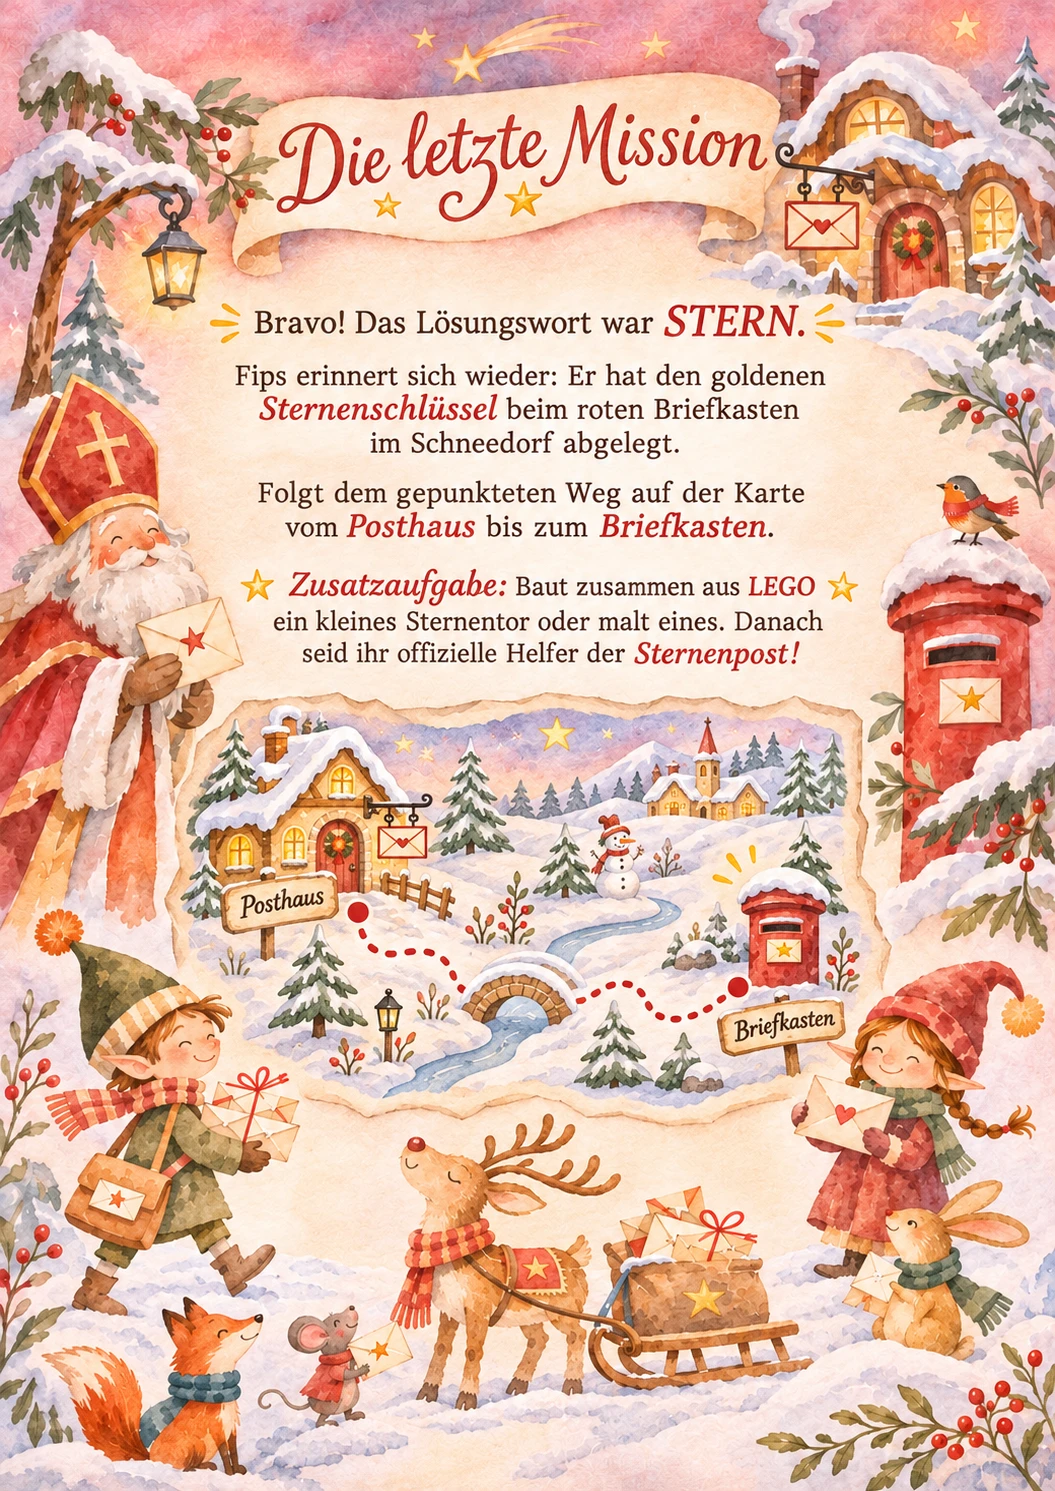 Die letzte Mission
Bravo! Das Lösungswort war STERN.
Fips erinnert sich wieder: Er hat den goldenen
Sternenschlüssel beim roten Briefkasten
im Schneedorf abgelegt.
Folgt dem gepunkteten Weg auf der Karte
vom Posthaus bis zum Briefkasten.
Zusatzaufgabe: Baut zusammen aus LEGO
ein kleines Sternentor oder malt eines. Danach
seid ihr offizielle Helfer der Sternenpost!
Posthaus
Briefkasten